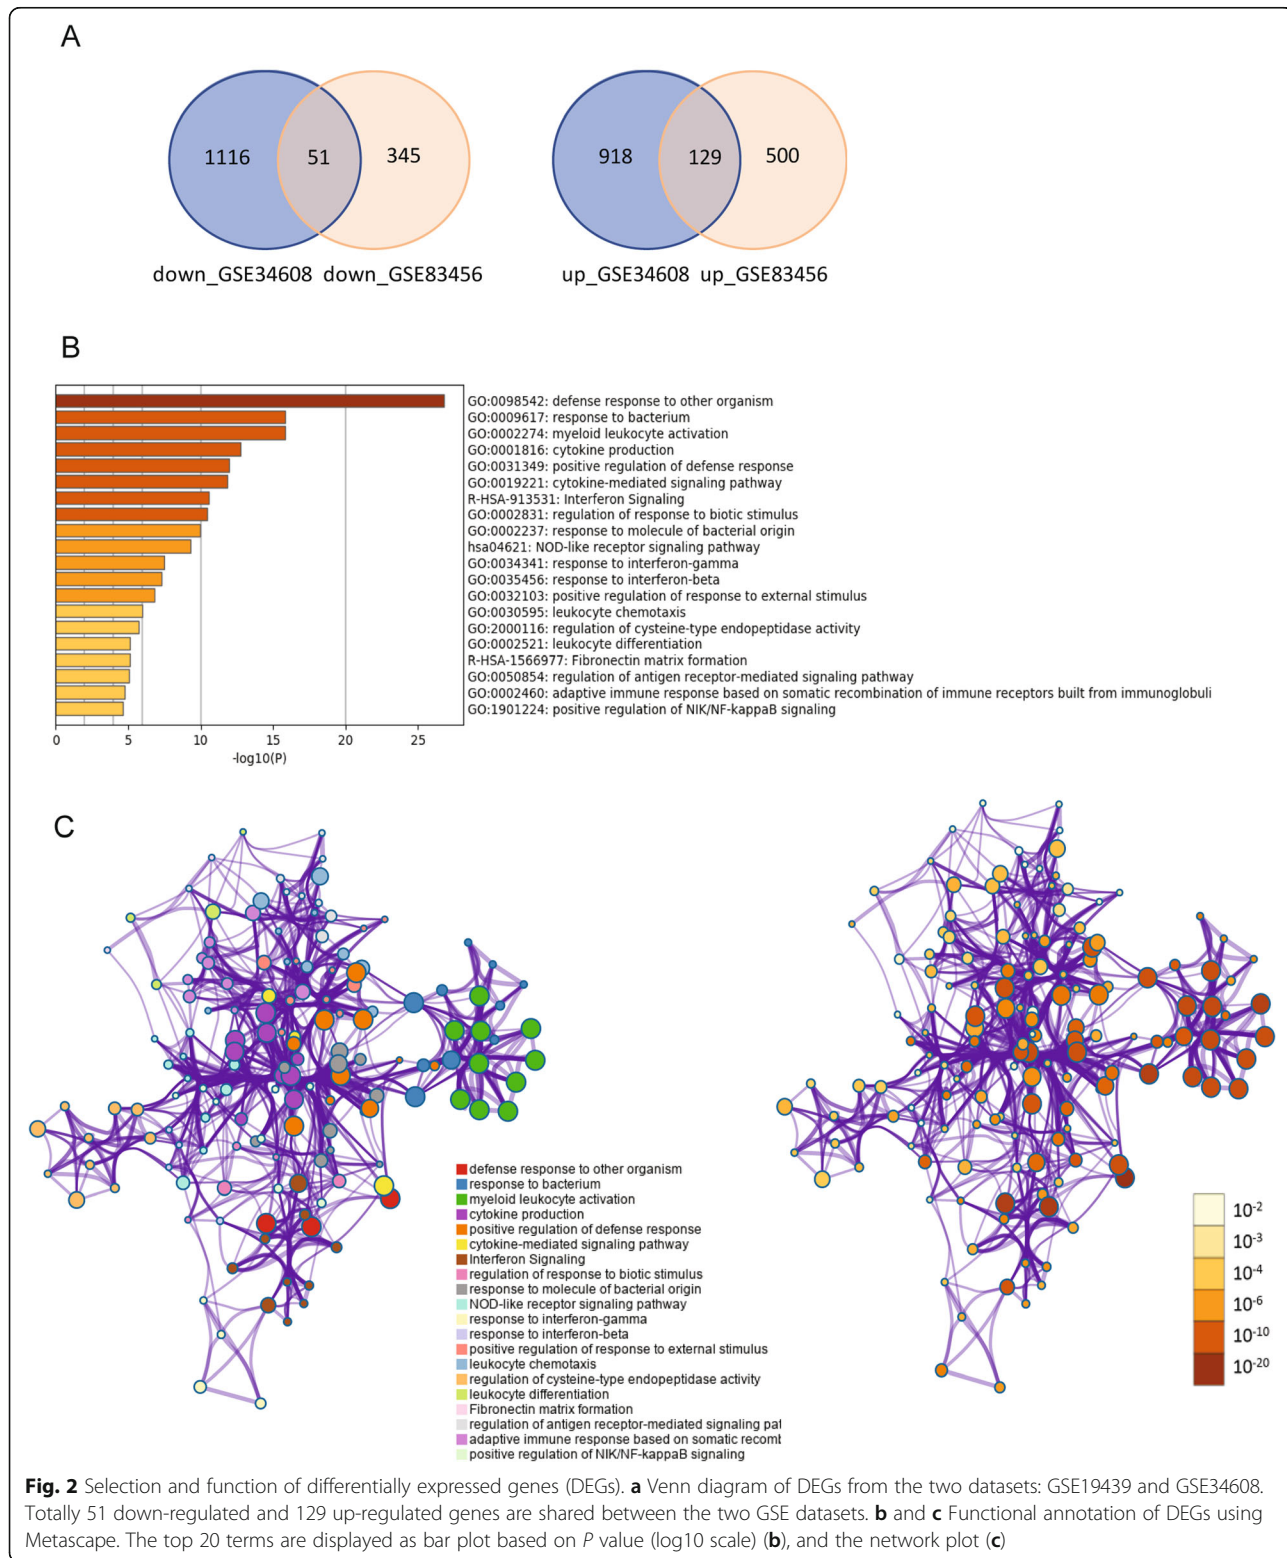 A
1116
51
345
918
129
500
down_GSE34608 down_GSE83456
up_GSE34608 up_GSE83456
B
GO:0098542: defense response to other organism
GO:0009617: response to bacterium
GO:0002274: myeloid leukocyte activation
GO:0001816: cytokine production
GO:0031349: positive regulation of defense response
GO:0019221: cytokine-mediated signaling pathway
R-HSA-913531: Interferon Signaling
GO:0002831: regulation of response to biotic stimulus
GO:0002237: response to molecule of bacterial origin
hsa04621: NOD-like receptor signaling pathway
GO:0034341: response to interferon-gamma
GO:0035456: response to interferon-beta
GO:0032103: positive regulation of response to external stimulus
GO:0030595: leukocyte chemotaxis
GO:2000116: regulation of cysteine-type endopeptidase activity
GO:0002521: leukocyte differentiation
R-HSA-1566977: Fibronectin matrix formation
GO:0050854: regulation of antigen receptor-mediated signaling pathway
GO:0002460: adaptive immune response based on somatic recombination of immune receptors built from immunoglobuli
GO:1901224: positive regulation of NIK/NF-kappaB signaling
0 5 10 15 20 25
-log10(P)
C
defense response to other organism
response to bacterium
myeloid leukocyte activation
cytokine production
positive regulation of defense response
cytokine-mediated signaling pathway
Interferon Signaling
regulation of response to biotic stimulus
response to molecule of bacterial origin
NOD-like receptor signaling pathway
response to interferon-gamma
response to interferon-beta
positive regulation of response to external stimulus
leukocyte chemotaxis
regulation of cysteine-type endopeptidase activity
leukocyte differentiation
Fibronectin matrix formation
regulation of antigen receptor-mediated signaling pat
adaptive immune response based on somatic recomb
positive regulation of NIK/NF-kappaB signaling
10-2
10-3
10-4
10-6
10-10
10-20
Fig. 2 Selection and function of differentially expressed genes (DEGs). a Venn diagram of DEGs from the two datasets: GSE19439 and GSE34608.
Totally 51 down-regulated and 129 up-regulated genes are shared between the two GSE datasets. b and c Functional annotation of DEGs using
Metascape. The top 20 terms are displayed as bar plot based on P value (log10 scale) (b), and the network plot (c)